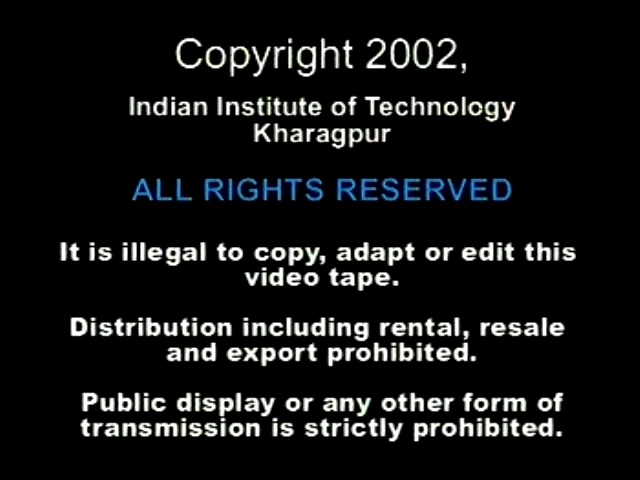 Copyright 2002,
Indian Institute of Technology
Kharagpur
ALL RIGHTS RESERVED
It is illegal to copy, adapt or edit this
video tape.
Distribution including rental, resale
and export prohibited.
Public display or any other form of
transmission is strictly prohibited.